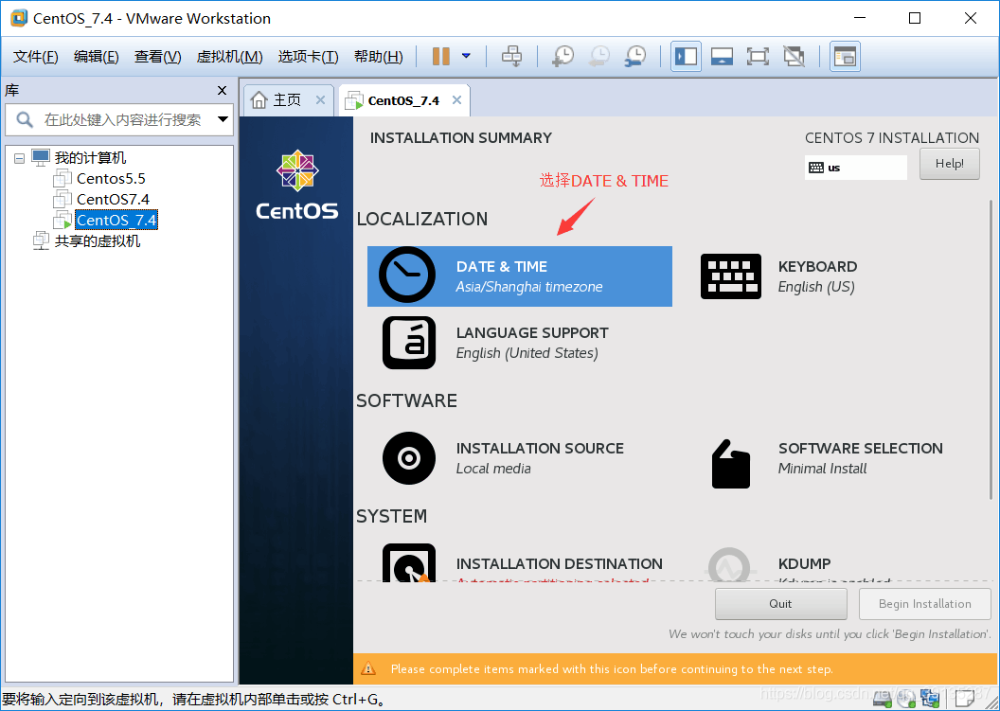 CentOS_7.4 - VMware Workstation
文件(F) 编辑(E) 查看(V) 虚拟机(M) 选项卡(T) 帮助(H)
库
主页
CentOS_7.4
在此处键入内容进行搜索
我的计算机
Centos5.5
CentOS7.4
CentOS_7.4
共享的虚拟机
CentOS
INSTALLATION SUMMARY
CENTOS 7 INSTALLATION
us
Help!
选择DATE & TIME
LOCALIZATION
DATE & TIME
Asia/Shanghai timezone
KEYBOARD
English (US)
LANGUAGE SUPPORT
English (United States)
SOFTWARE
INSTALLATION SOURCE
Local media
SOFTWARE SELECTION
Minimal Install
SYSTEM
INSTALLATION DESTINATION
Automatic partitioning selected
KDUMP
Kdump is enabled
Quit
Begin Installation
We won't touch your disks until you click 'Begin Installation'.
Please complete items marked with this icon before continuing to the next step.
要将输入定向到该虚拟机，请在虚拟机内部单击或按 Ctrl+G。